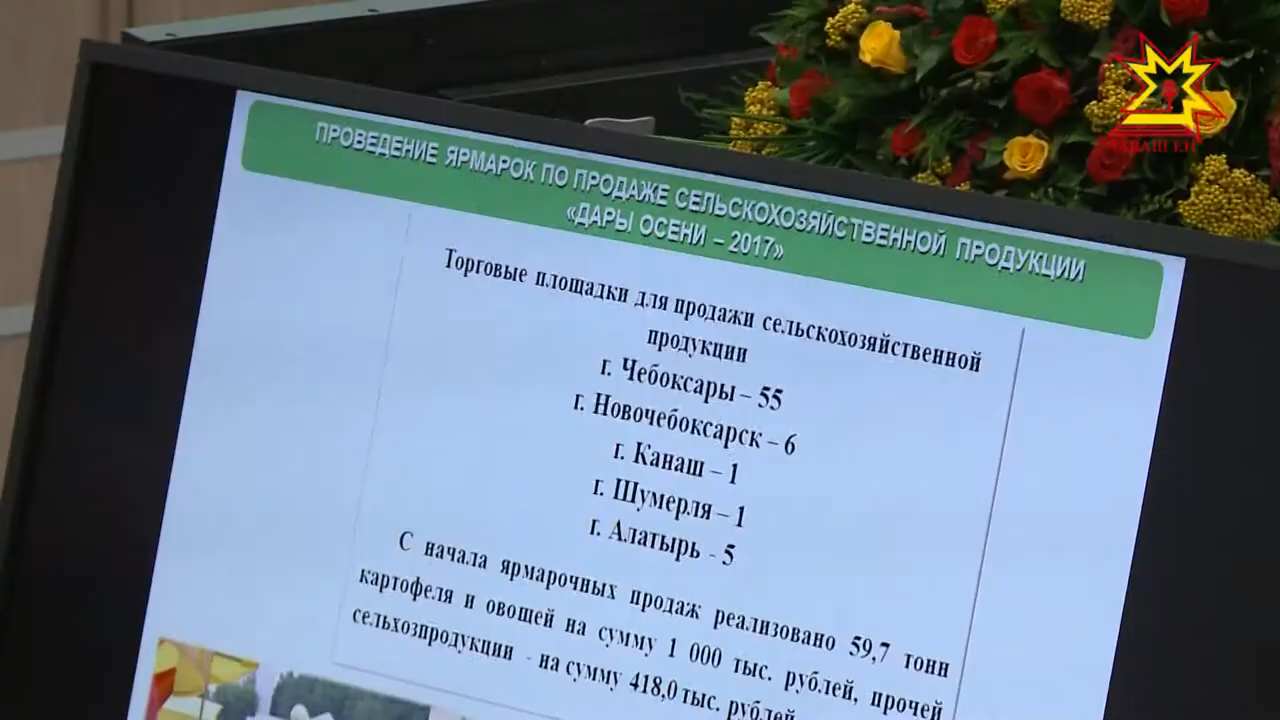 ПРОВЕДЕНИЕ ЯРМАРОК ПО ПРОДАЖЕ СЕЛЬСКОХОЗЯЙСТВЕННОЙ ПРОДУКЦИИ
«ДАРЫ ОСЕНИ – 2017»
Торговые площадки для продажи сельскохозяйственной
продукции
г. Чебоксары – 55
г. Новочебоксарск – 6
г. Канаш – 1
г. Шумерля – 1
г. Алатырь - 5
С начала ярмарочных продаж реализовано 59,7 тонн
картофеля и овощей на сумму 1 000 тыс. рублей, прочей
сельхозпродукции - на сумму 418,0 тыс. рублей